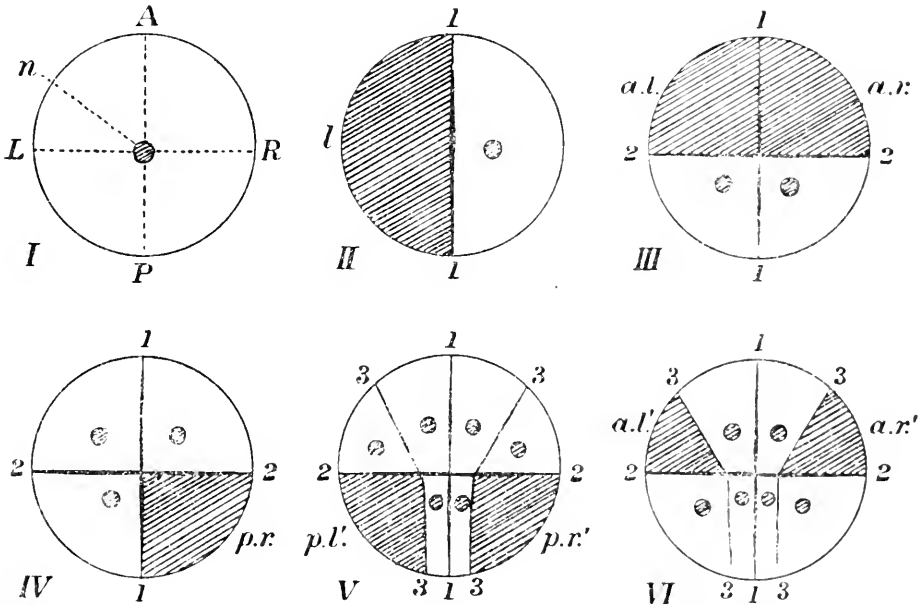 A
n
L R
I P
1
l
II 1
1
a.l. a.r.
2 2
III 1
1
2 2
p.r.
IV 1
1
3 3
2 2
p.l'. p.r.'
V 3 1 3
1
3 3
a.l.' a.r.'
2 2
VI 3 1 3